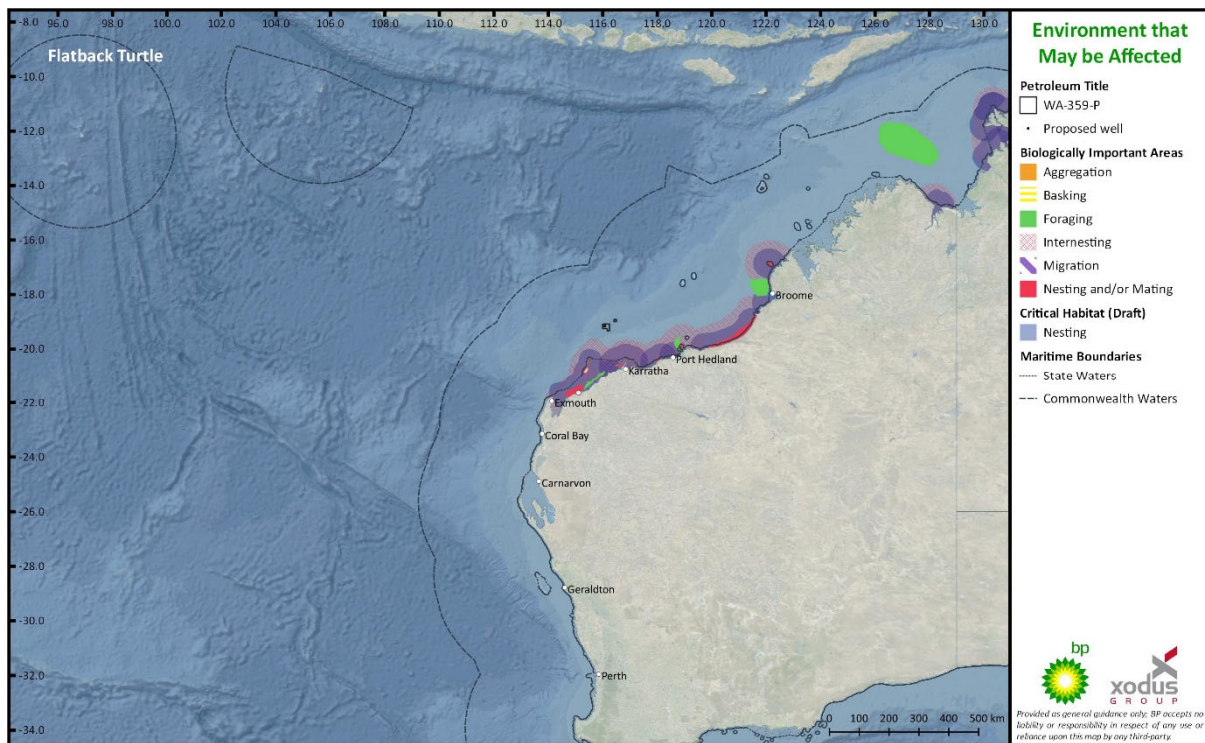 -8.0 96.0 98.0 100.0 102.0 104.0 106.0 108.0 110.0 112.0 114.0 116.0 118.0 120.0 122.0 124.0 126.0 128.0 130.0
Flatback Turtle
-10.0
-12.0
-14.0
-16.0
-18.0
-20.0
-22.0
-24.0
-26.0
-28.0
-30.0
-32.0
-34.0
Broome
Port Hedland
Karratha
Exmouth
Coral Bay
Carnarvon
Geraldton
Perth
0 100 200 300 400 500 km
Environment that
May be Affected
Petroleum Title
WA-359-P
Proposed well
Biologically Important Areas
Aggregation
Basking
Foraging
Internesting
Migration
Nesting and/or Mating
Critical Habitat (Draft)
Nesting
Maritime Boundaries
State Waters
Commonwealth Waters
bp
xodus
GROUP
Provided as general guidance only; BP accepts no
liability or responsibility in respect of any use or
reliance upon this map by any third-party.